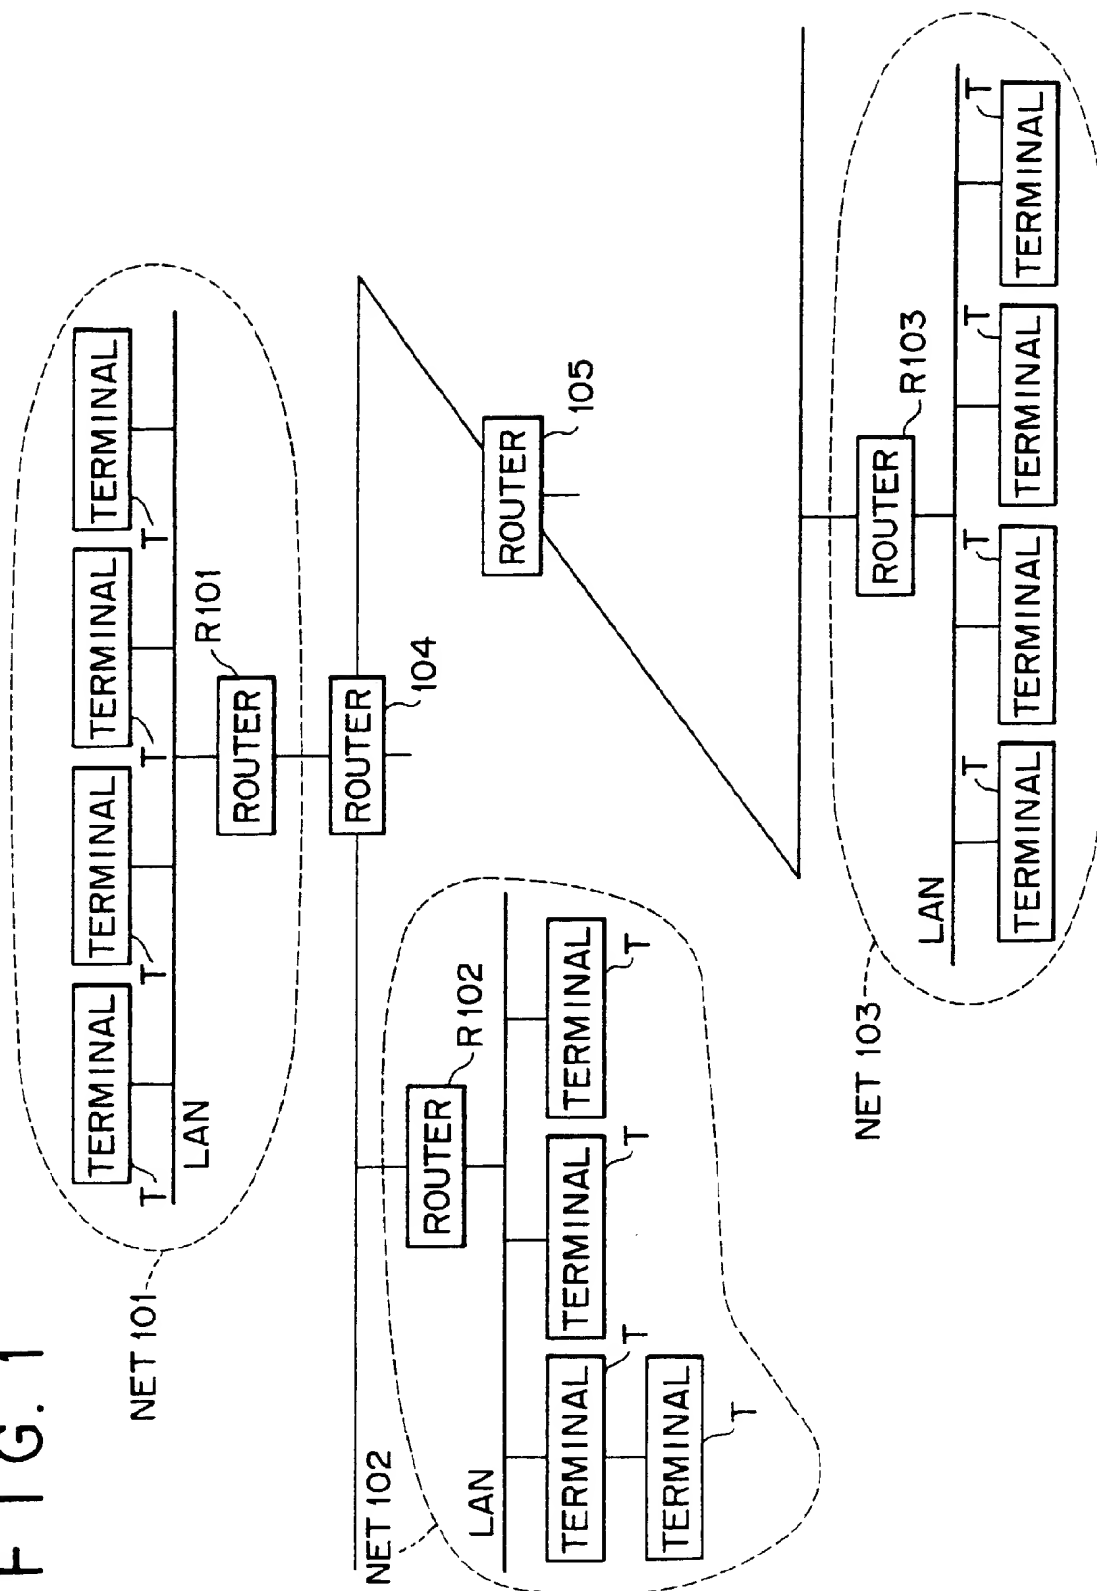 F I G. 1
NET 101
TERMINAL
TERMINAL
TERMINAL
TERMINAL
T
T
T
T
LAN
ROUTER
R101
ROUTER
104
NET 102
ROUTER
R102
LAN
TERMINAL
T
TERMINAL
T
TERMINAL
T
TERMINAL
T
ROUTER
105
NET 103
ROUTER
R103
LAN
T
T
T
T
TERMINAL
TERMINAL
TERMINAL
TERMINAL